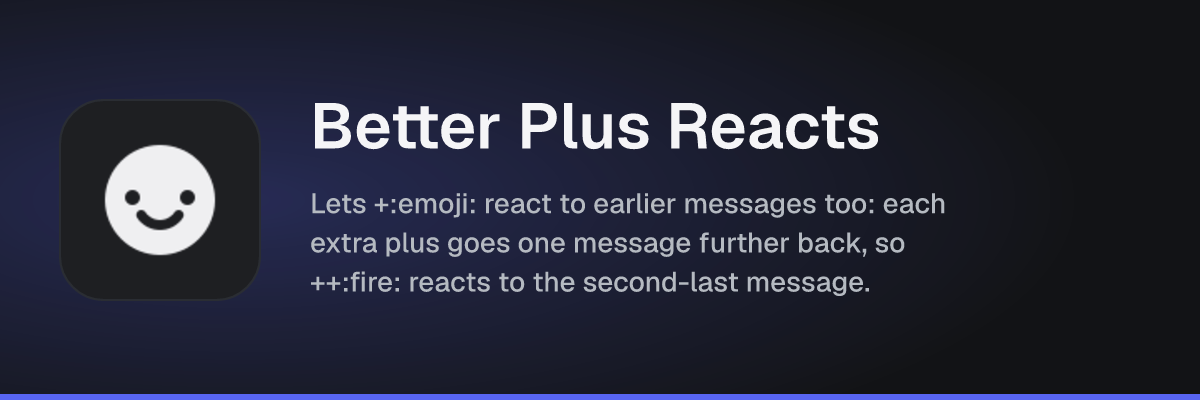 Better Plus Reacts
Lets +:emoji: react to earlier messages too: each
extra plus goes one message further back, so
++:fire: reacts to the second-last message.